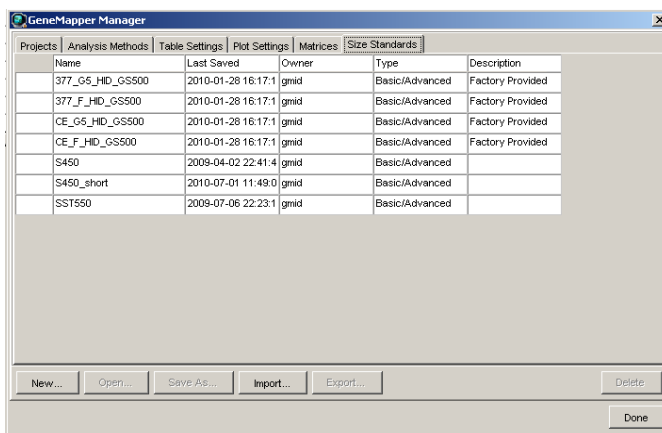 GeneMapper Manager
Projects Analysis Methods Table Settings Plot Settings Matrices Size Standards
Name Last Saved Owner Type Description
377_G5_HID_GS500 2010-01-28 16:17:1 gmid Basic/Advanced Factory Provided
377_F_HID_GS500 2010-01-28 16:17:1 gmid Basic/Advanced Factory Provided
CE_G5_HID_GS500 2010-01-28 16:17:1 gmid Basic/Advanced Factory Provided
CE_F_HID_GS500 2010-01-28 16:17:1 gmid Basic/Advanced Factory Provided
S450 2009-04-02 22:41:4 gmid Basic/Advanced
S450_short 2010-07-01 11:49:0 gmid Basic/Advanced
SST550 2009-07-06 22:23:1 gmid Basic/Advanced
New... Open... Save As... Import... Export... Delete
Done